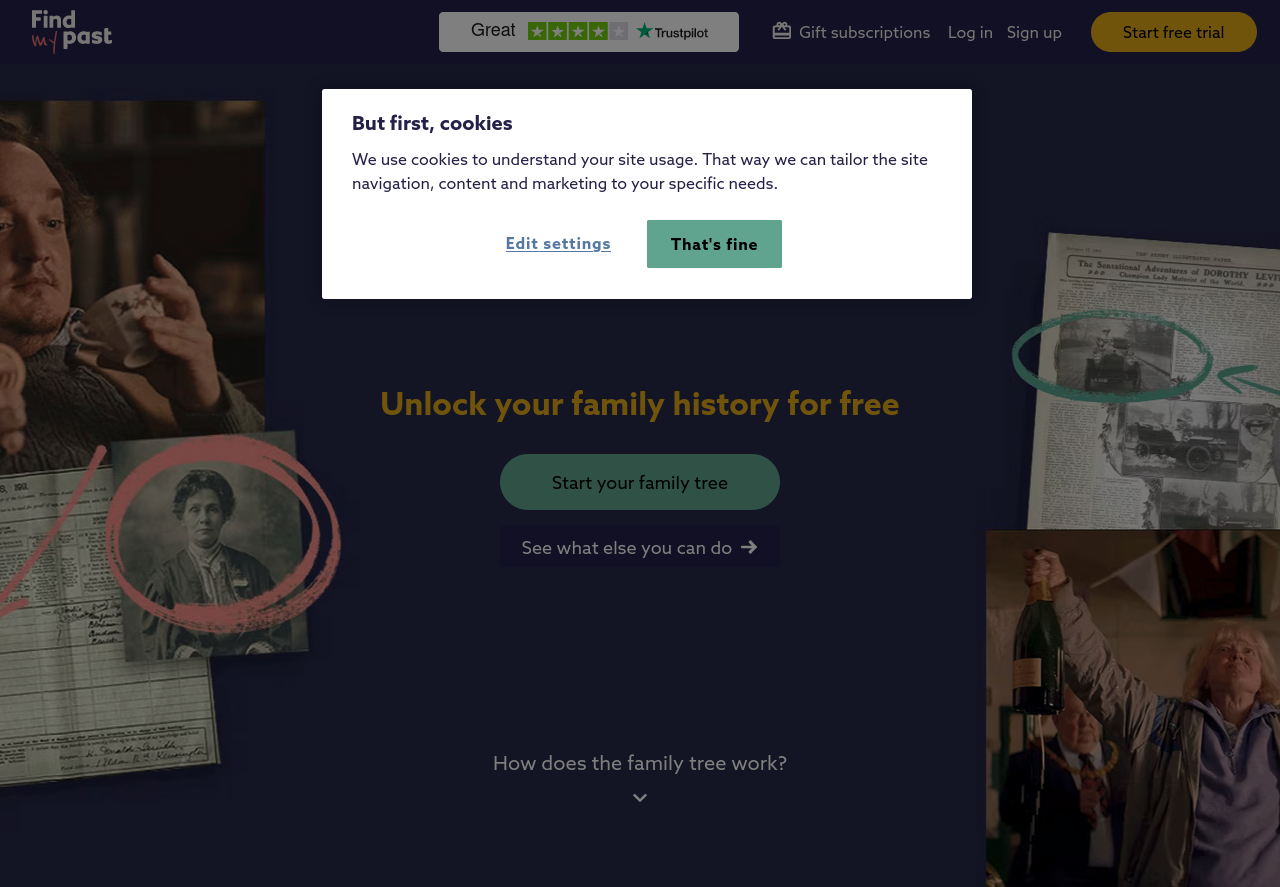 Find
my past
Great
Trustpilot
Gift subscriptions
Log in
Sign up
Start free trial
But first, cookies
We use cookies to understand your site usage. That way we can tailor the site
navigation, content and marketing to your specific needs.
Edit settings
That's fine
The Sensational Adventures of DOROTHY
Champion Lady Motorist of the World.
Unlock your family history for free
Start your family tree
See what else you can do
How does the family tree work?